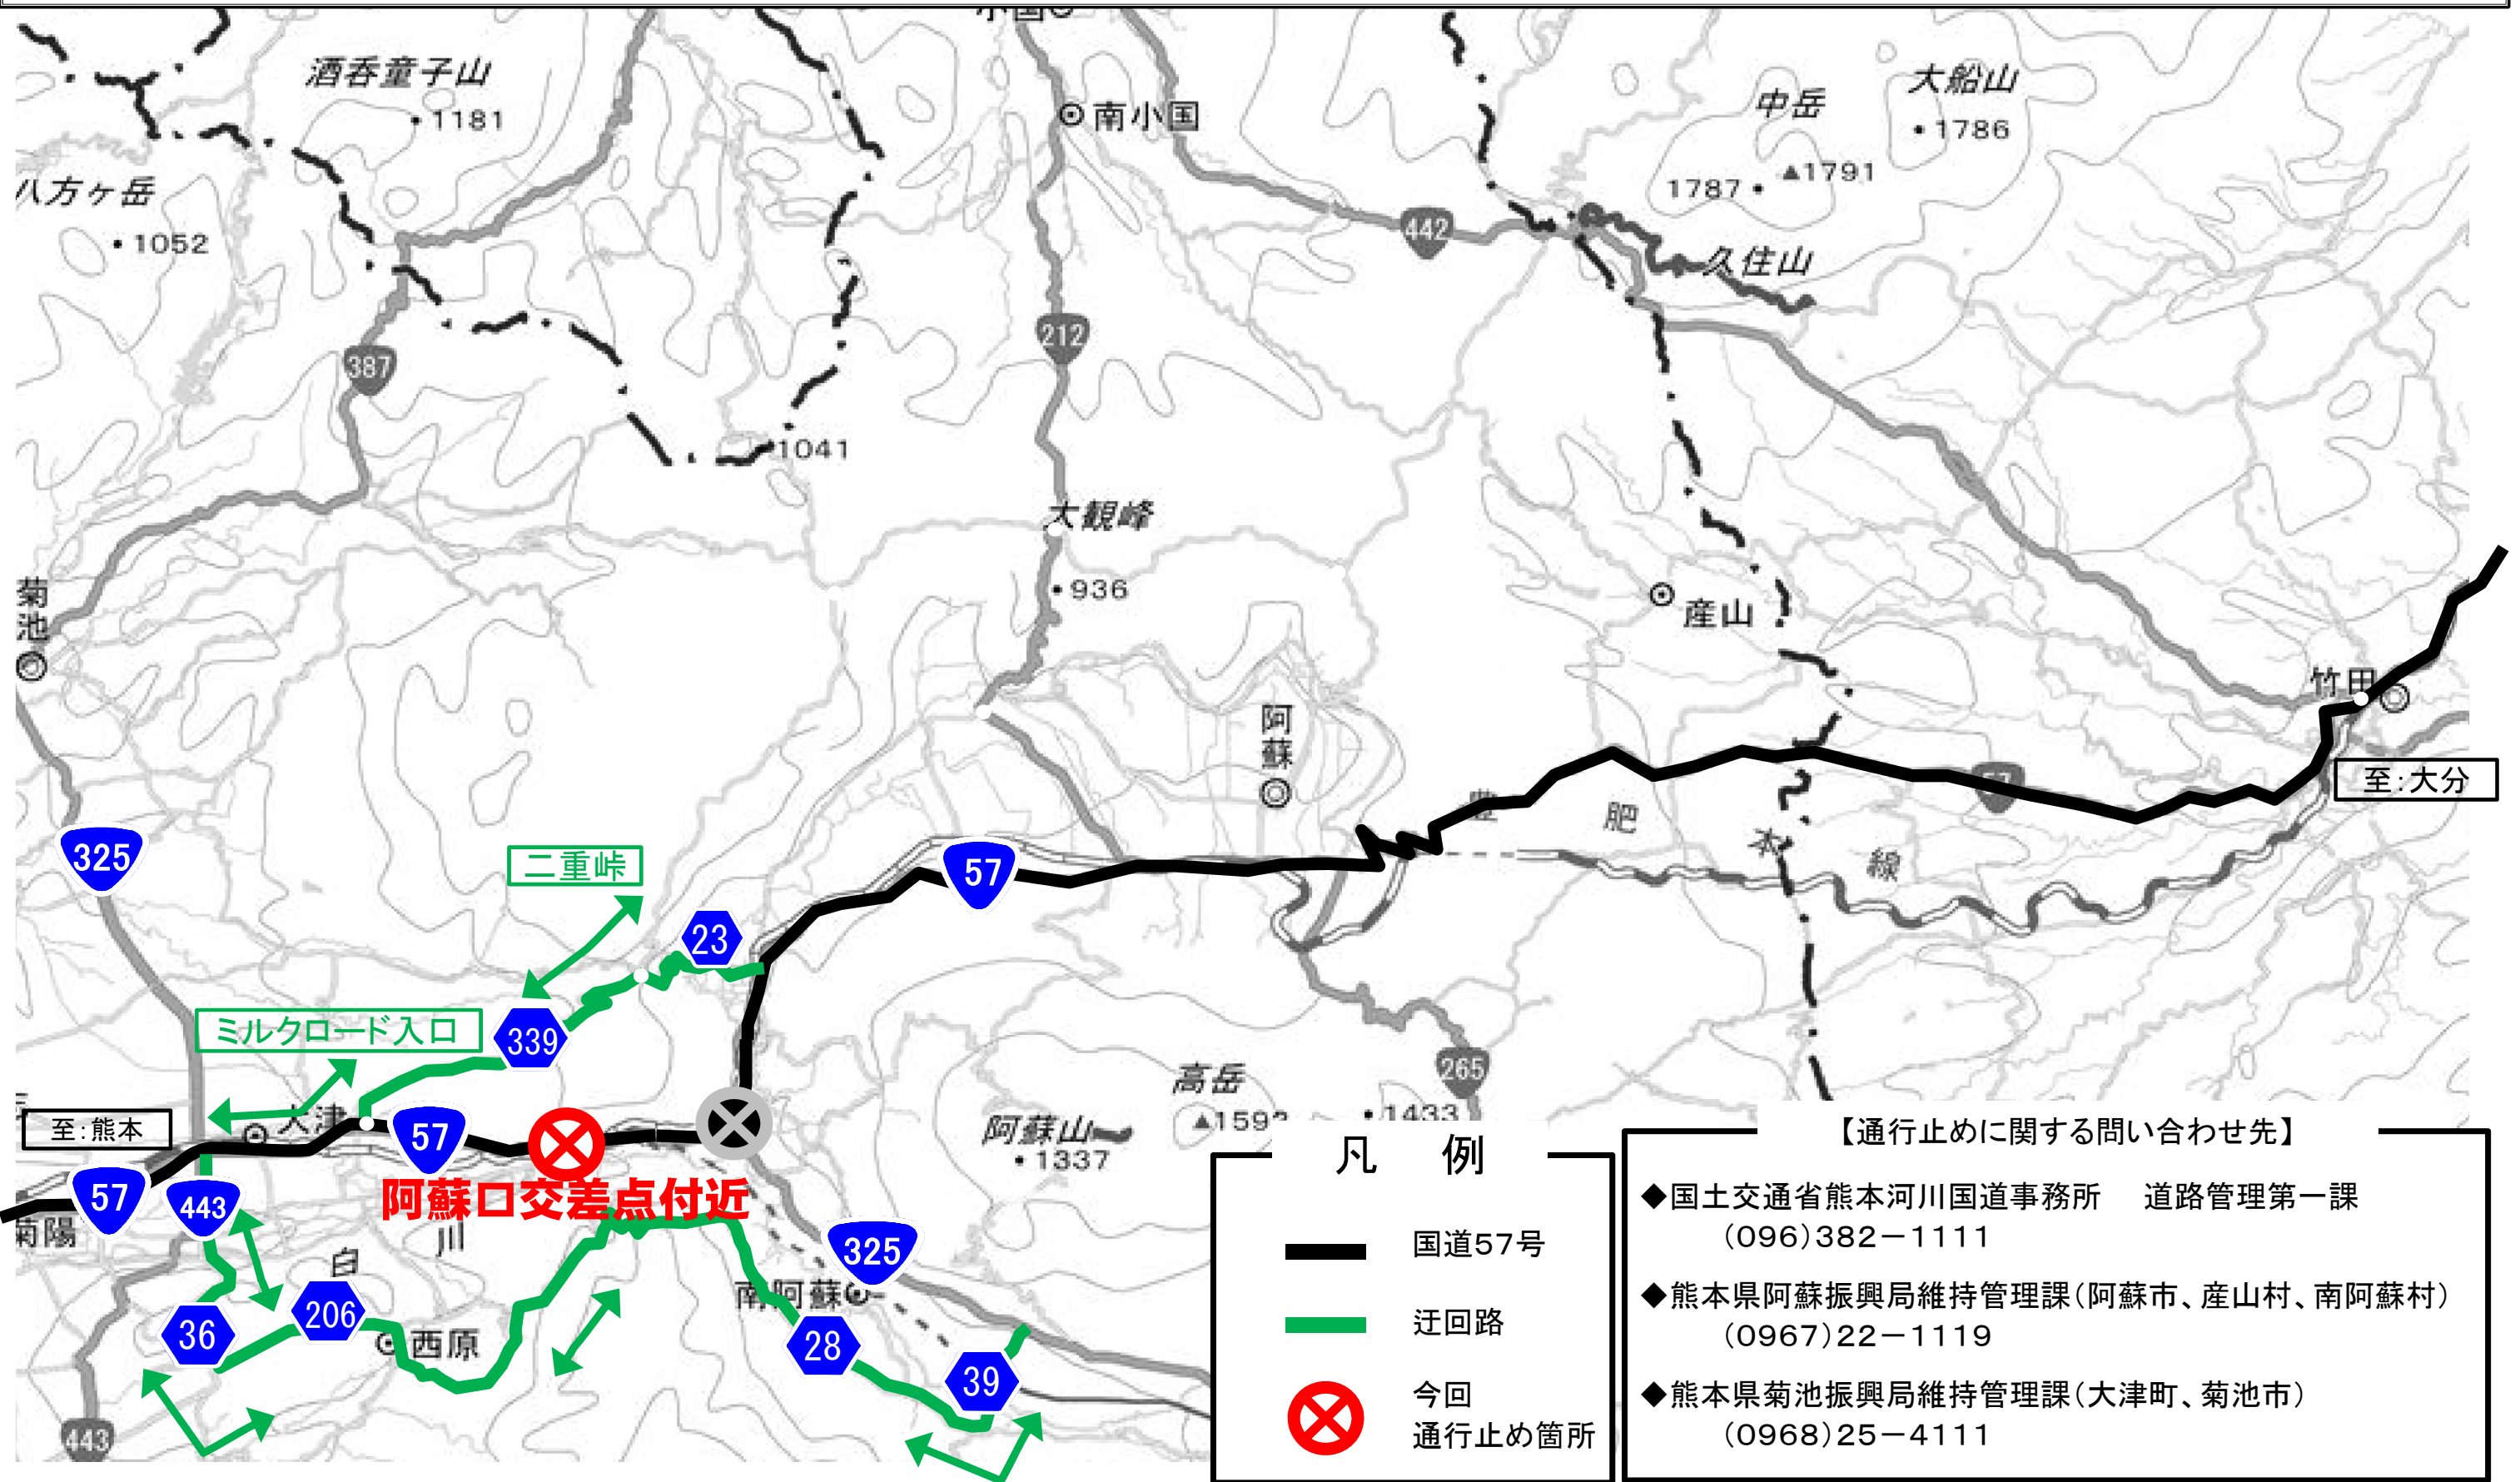 小国
酒呑童子山
1181
南小国
中岳
大船山
1786
1787
1791
八方ヶ岳
1052
442
久住山
212
387
1041
大観峰
936
菊池
産山
竹田
阿蘇
至:大分
豊肥本線
57
325
二重峠
57
23
ミルクロード入口
339
高岳
265
1433
阿蘇山
1337
至:熊本
大津
57
阿蘇口交差点付近
57
443
菊陽
白川
325
南阿蘇
206
36
西原
28
39
443
凡 例
国道57号
迂回路
今回
通行止め箇所
【通行止めに関する問い合わせ先】
◆国土交通省熊本河川国道事務所 道路管理第一課
(096)382-1111
◆熊本県阿蘇振興局維持管理課(阿蘇市、産山村、南阿蘇村)
(0967)22-1119
◆熊本県菊池振興局維持管理課(大津町、菊池市)
(0968)25-4111